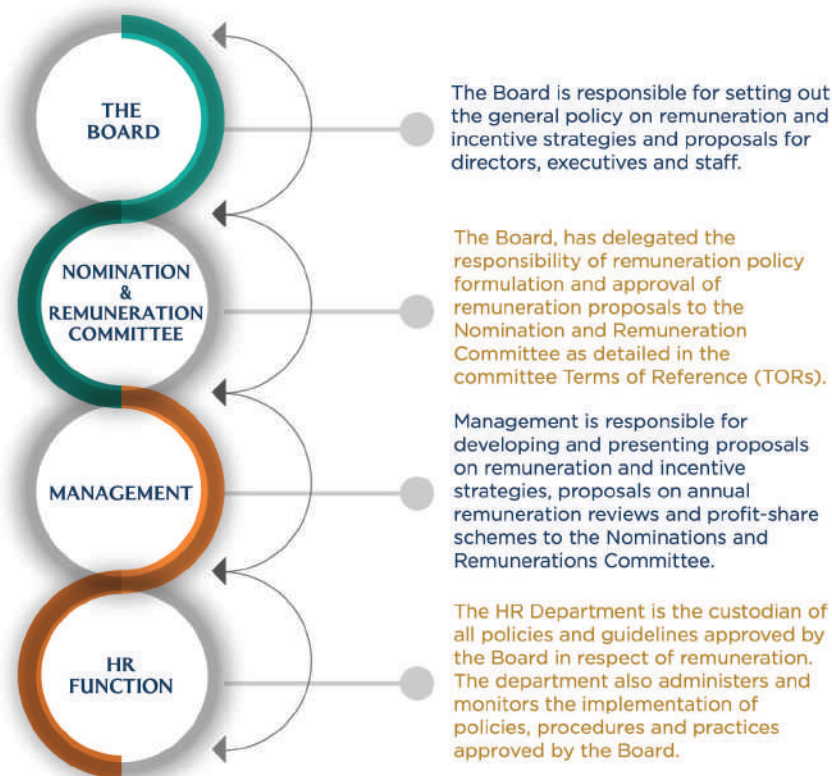 THE
BOARD
The Board is responsible for setting out
the general policy on remuneration and
incentive strategies and proposals for
directors, executives and staff.
NOMINATION
&
REMUNERATION
COMMITTEE
The Board, has delegated the
responsibility of remuneration policy
formulation and approval of
remuneration proposals to the
Nomination and Remuneration
Committee as detailed in the
committee Terms of Reference (TORs).
MANAGEMENT
Management is responsible for
developing and presenting proposals
on remuneration and incentive
strategies, proposals on annual
remuneration reviews and profit-share
schemes to the Nominations and
Remunerations Committee.
HR
FUNCTION
The HR Department is the custodian of
all policies and guidelines approved by
the Board in respect of remuneration.
The department also administers and
monitors the implementation of
policies, procedures and practices
approved by the Board.